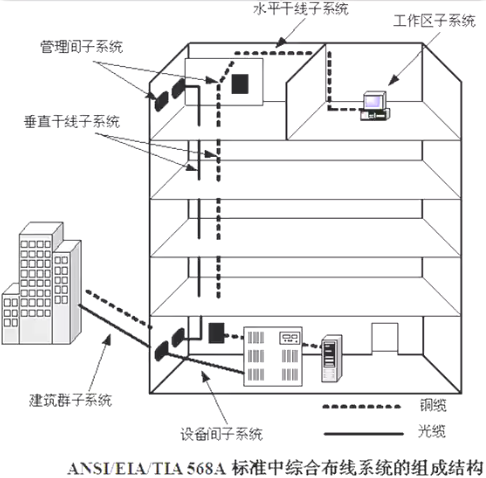 水平干线子系统
工作区子系统
管理间子系统
垂直干线子系统
建筑群子系统
设备间子系统
铜缆
光缆
ANSI/EIA/TIA 568A 标准中综合布线系统的组成结构